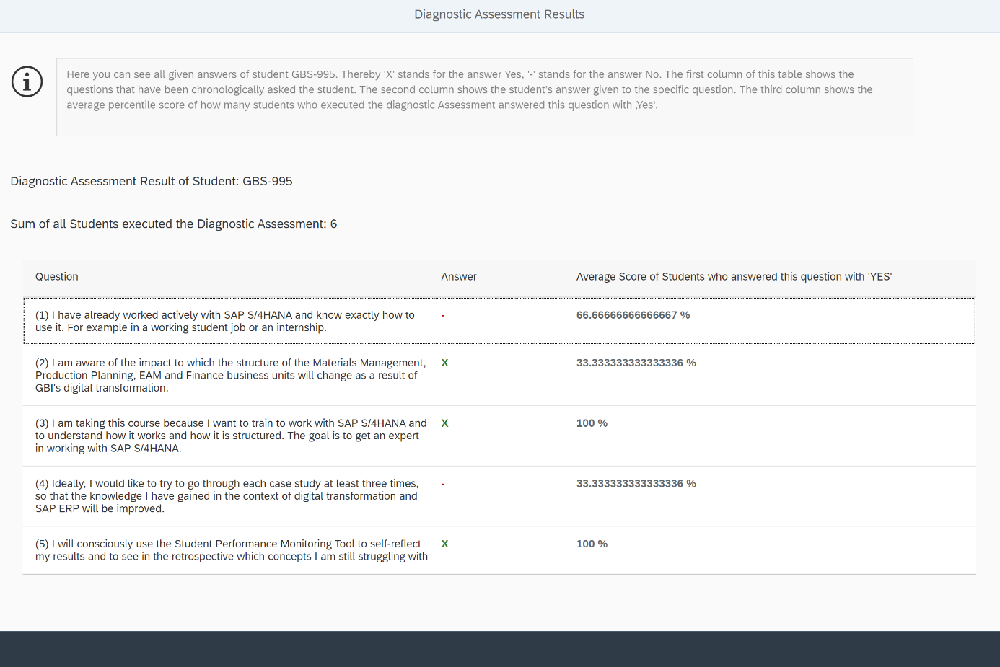 Diagnostic Assessment Results
Here you can see all given answers of student GBS-995. Thereby 'X' stands for the answer Yes, '-' stands for the answer No. The first column of this table shows the
questions that have been chronologically asked the student. The second column shows the student's answer given to the specific question. The third column shows the
average percentile score of how many students who executed the diagnostic Assessment answered this question with ‚Yes‘.
Diagnostic Assessment Result of Student: GBS-995
Sum of all Students executed the Diagnostic Assessment: 6
Question Answer Average Score of Students who answered this question with 'YES'
(1) I have already worked actively with SAP S/4HANA and know exactly how to - 66.66666666666667 %
use it. For example in a working student job or an internship.
(2) I am aware of the impact to which the structure of the Materials Management, X 33.333333333333336 %
Production Planning, EAM and Finance business units will change as a result of
GBI's digital transformation.
(3) I am taking this course because I want to train to work with SAP S/4HANA and X 100 %
to understand how it works and how it is structured. The goal is to get an expert
in working with SAP S/4HANA.
(4) Ideally, I would like to try to go through each case study at least three times, - 33.333333333333336 %
so that the knowledge I have gained in the context of digital transformation and
SAP ERP will be improved.
(5) I will consciously use the Student Performance Monitoring Tool to self-reflect X 100 %
my results and to see in the retrospective which concepts I am still struggling with